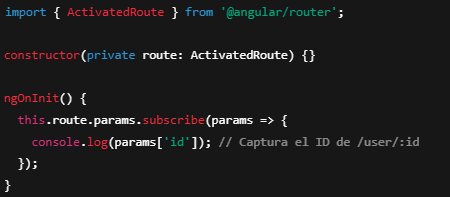 import { ActivatedRoute } from '@angular/router';
constructor(private route: ActivatedRoute) {}
ngOnInit() {
  this.route.params.subscribe(params => {
    console.log(params['id']); // Captura el ID de /user/:id
  });
}